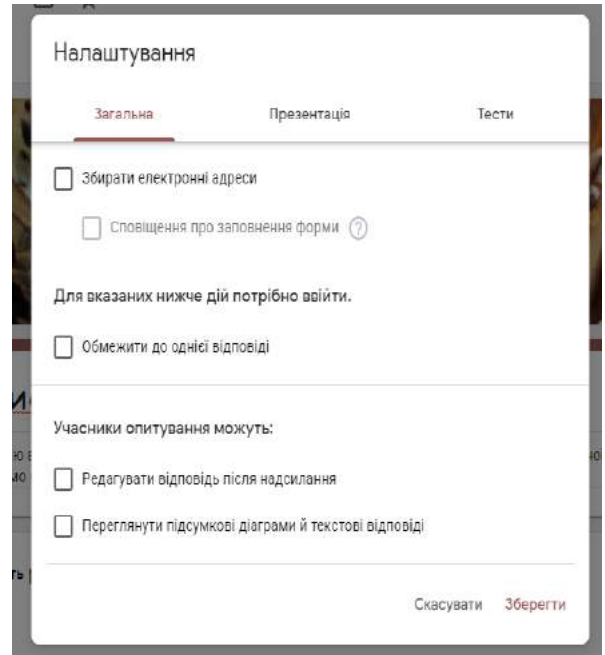 Налаштування
Загальна Презентація Тести
Збирати електронні адреси
Сповіщення про заповнення форми ?
Для вказаних нижче дій потрібно ввійти.
Обмежити до однієї відповіді
Учасники опитування можуть:
Редагувати відповідь після надсилання
Переглянути підсумкові діаграми й текстові відповіді
Скасувати Зберегти